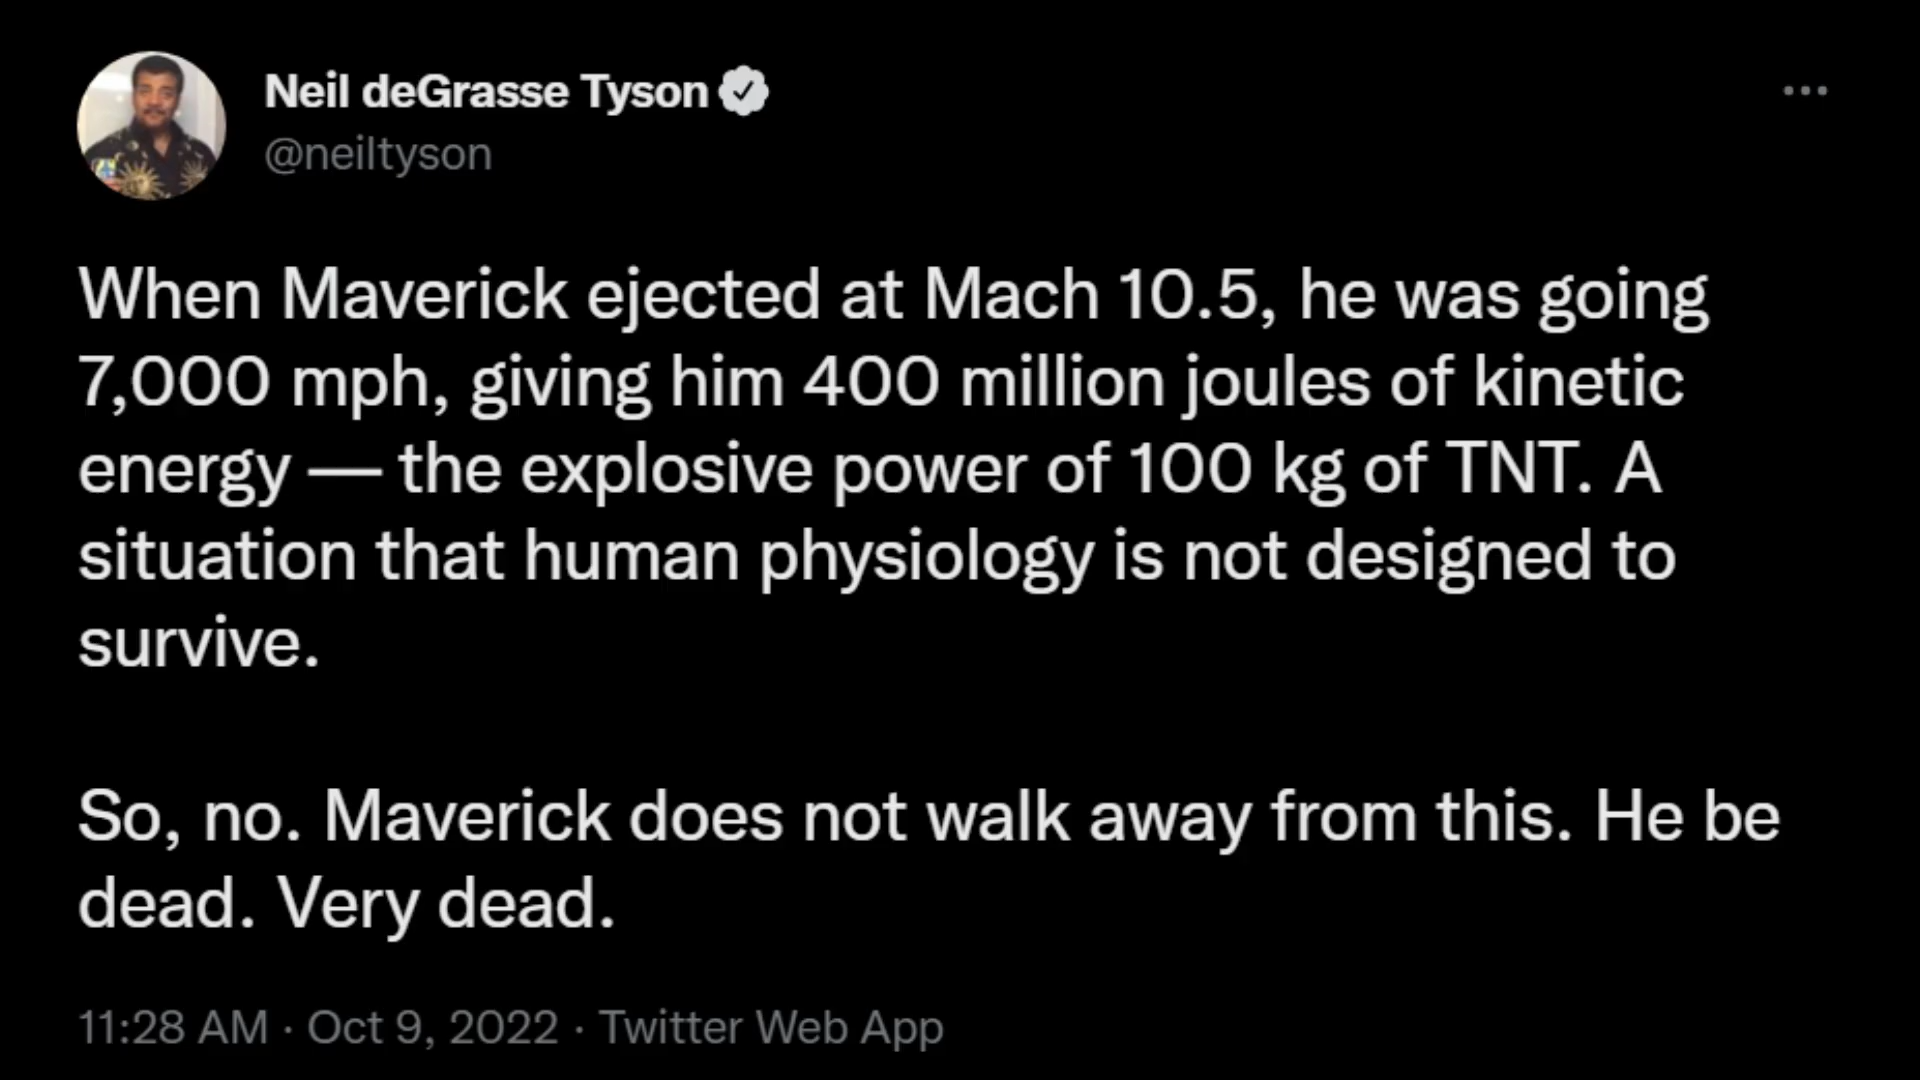 Neil deGrasse Tyson
@neiltyson
When Maverick ejected at Mach 10.5, he was going
7,000 mph, giving him 400 million joules of kinetic
energy — the explosive power of 100 kg of TNT. A
situation that human physiology is not designed to
survive.
So, no. Maverick does not walk away from this. He be
dead. Very dead.
11:28 AM · Oct 9, 2022 · Twitter Web App